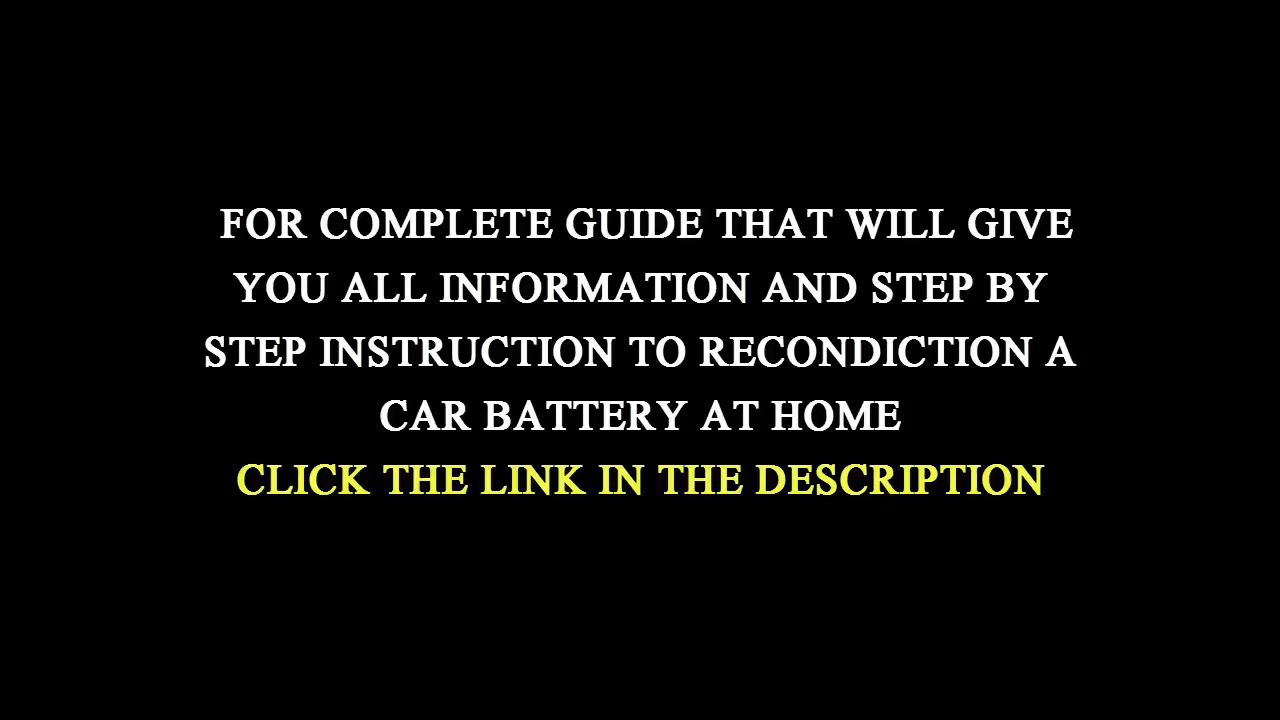 FOR COMPLETE GUIDE THAT WILL GIVE
YOU ALL INFORMATION AND STEP BY
STEP INSTRUCTION TO RECONDICTION A
CAR BATTERY AT HOME
CLICK THE LINK IN THE DESCRIPTION